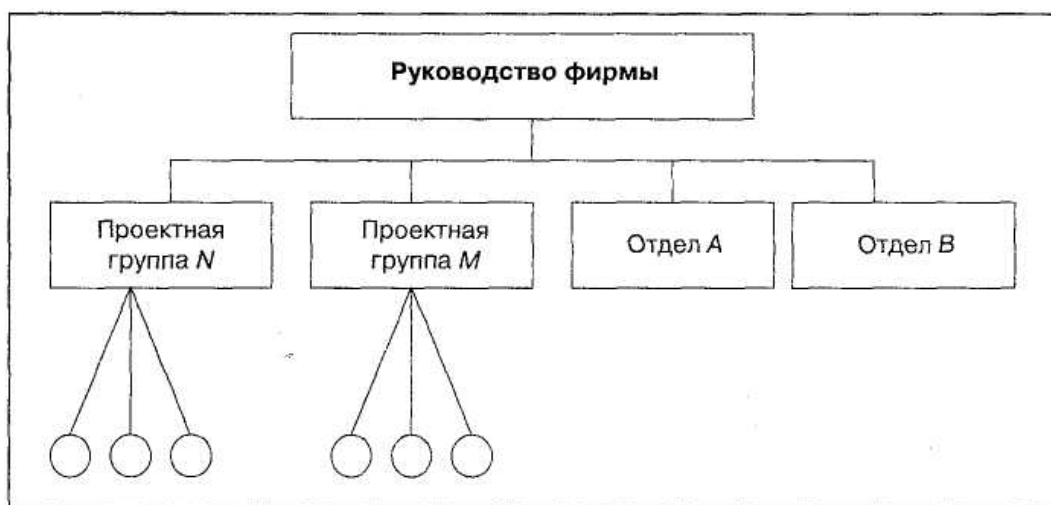 Руководство фирмы
Проектная
группа N
Проектная
группа M
Отдел A
Отдел B